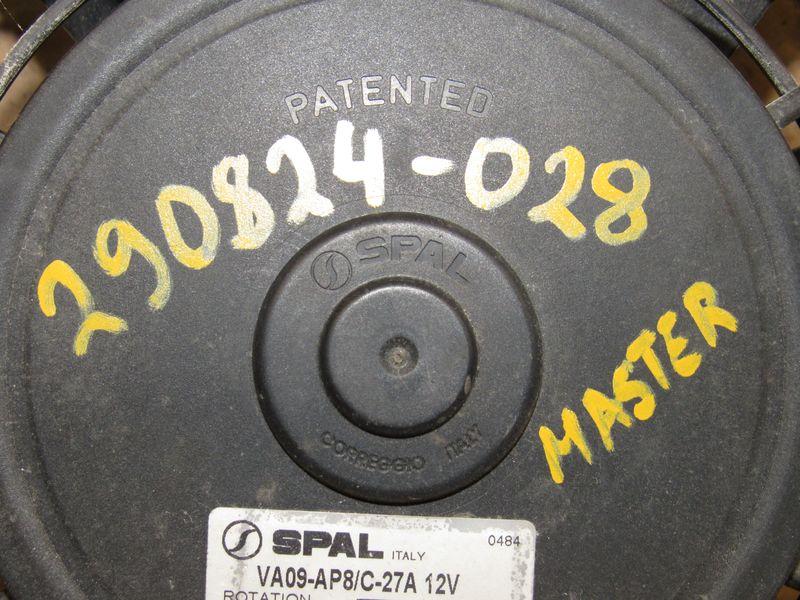 PATENTED
290824-028
SPAL
MASTER
CORREGGIO ITALY
SPAL ITALY 0484
VA09-AP8/C-27A 12V
ROTATION